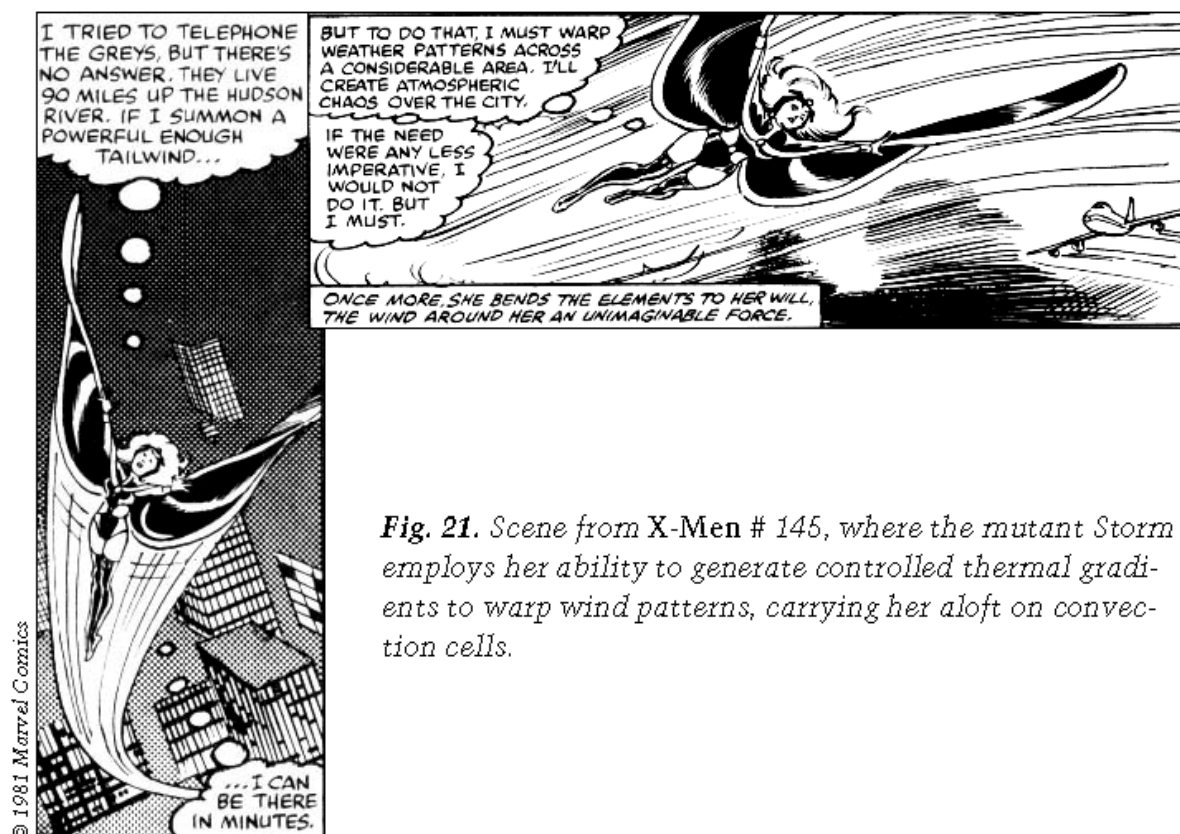 I TRIED TO TELEPHONE
THE GREYS, BUT THERE'S
NO ANSWER. THEY LIVE
90 MILES UP THE HUDSON
RIVER. IF I SUMMON A
POWERFUL ENOUGH
TAILWIND...
...I CAN
BE THERE
IN MINUTES.
BUT TO DO THAT, I MUST WARP
WEATHER PATTERNS ACROSS
A CONSIDERABLE AREA. I'LL
CREATE ATMOSPHERIC
CHAOS OVER THE CITY.
IF THE NEED
WERE ANY LESS
IMPERATIVE, I
WOULD NOT
DO IT. BUT
I MUST.
ONCE MORE, SHE BENDS THE ELEMENTS TO HER WILL,
THE WIND AROUND HER AN UNIMAGINABLE FORCE.
Fig. 21. Scene from X-Men # 145, where the mutant Storm
employs her ability to generate controlled thermal gradi-
ents to warp wind patterns, carrying her aloft on convec-
tion cells.
© 1981 Marvel Comics